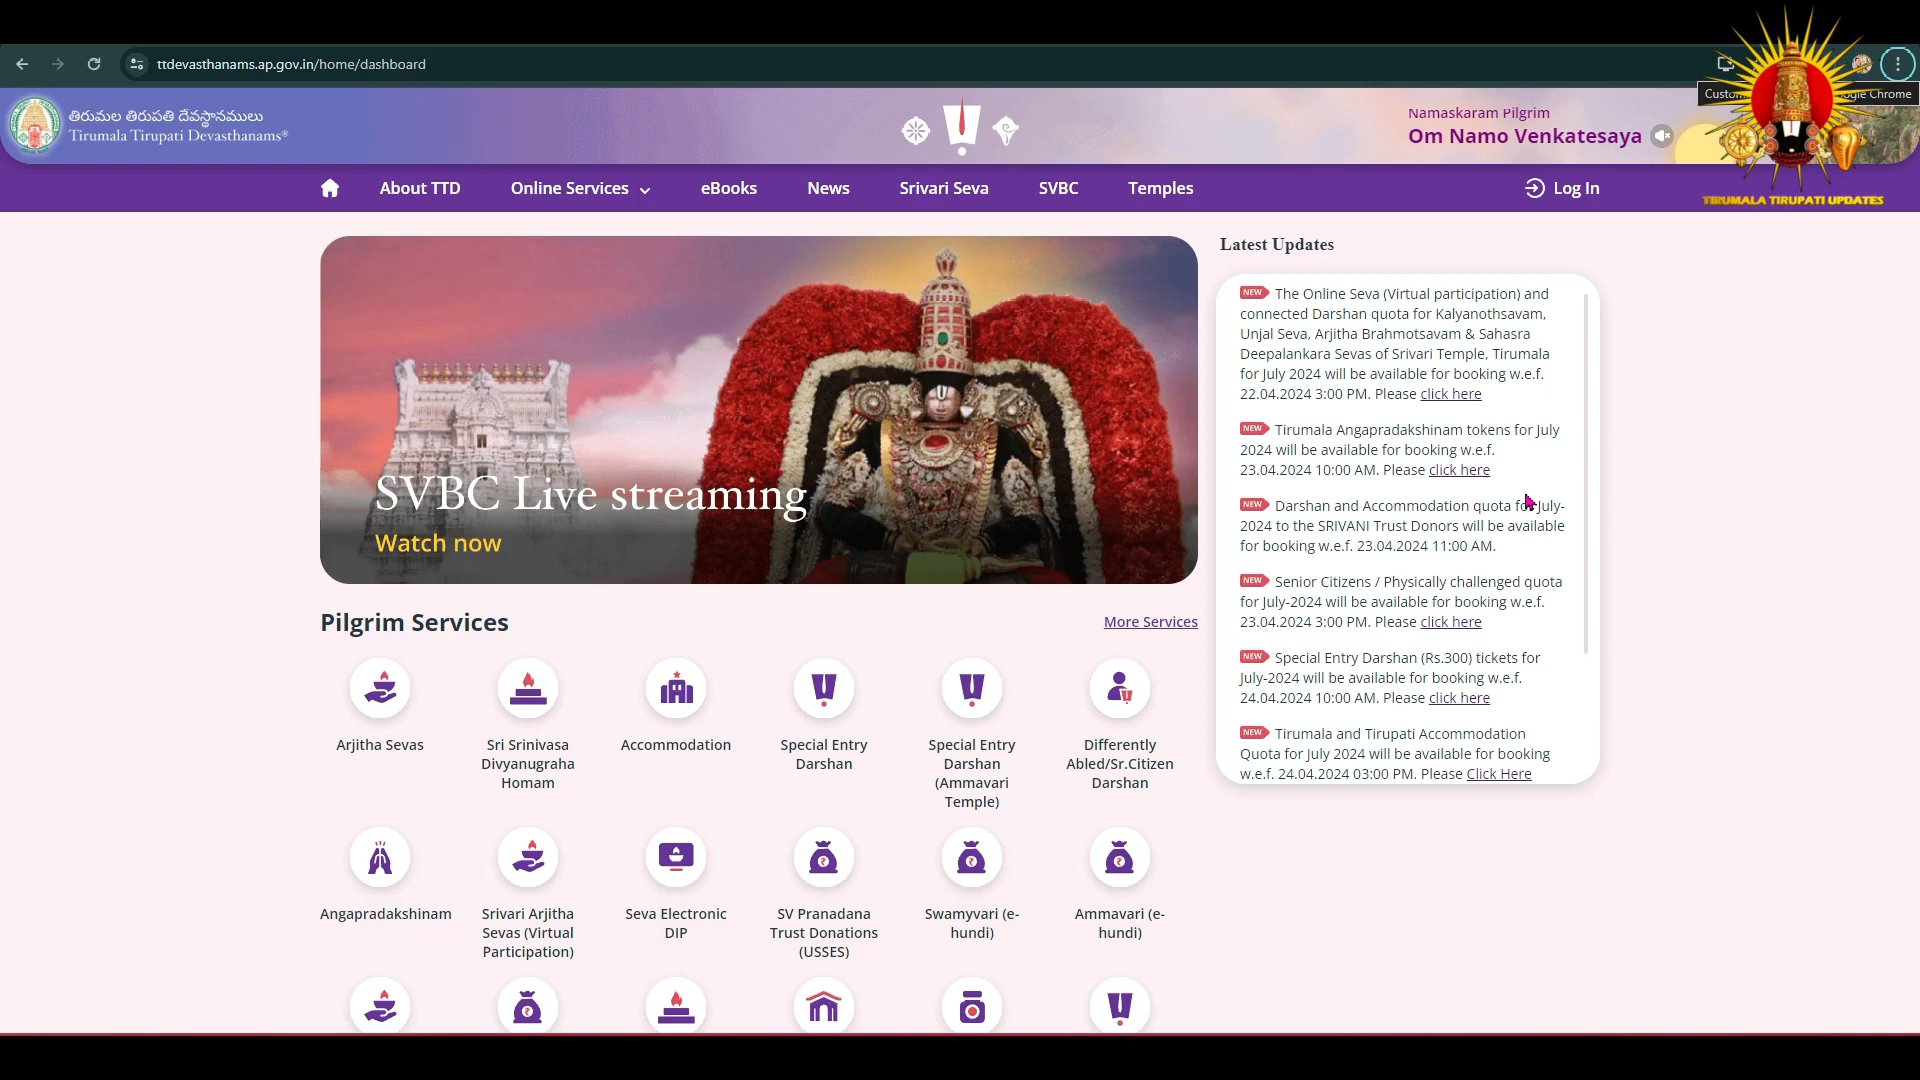 ttdevasthanams.ap.gov.in/home/dashboard
తిరుమల తిరుపతి దేవస్థానములు
Tirumala Tirupati Devasthanams®
Namaskaram Pilgrim
Om Namo Venkatesaya
Chrome
TIRUMALA TIRUPATI UPDATES
About TTD
Online Services
eBooks
News
Srivari Seva
SVBC
Temples
Log In
SVBC Live streaming
Watch now
Latest Updates
NEW The Online Seva (Virtual participation) and
connected Darshan quota for Kalyanothsavam,
Unjal Seva, Arjitha Brahmotsavam & Sahasra
Deepalankara Sevas of Srivari Temple, Tirumala
for July 2024 will be available for booking w.e.f.
22.04.2024 3:00 PM. Please click here
NEW Tirumala Angapradakshinam tokens for July
2024 will be available for booking w.e.f.
23.04.2024 10:00 AM. Please click here
NEW Darshan and Accommodation quota for July-
2024 to the SRIVANI Trust Donors will be available
for booking w.e.f. 23.04.2024 11:00 AM.
NEW Senior Citizens / Physically challenged quota
for July-2024 will be available for booking w.e.f.
23.04.2024 3:00 PM. Please click here
NEW Special Entry Darshan (Rs.300) tickets for
July-2024 will be available for booking w.e.f.
24.04.2024 10:00 AM. Please click here
NEW Tirumala and Tirupati Accommodation
Quota for July 2024 will be available for booking
w.e.f. 24.04.2024 03:00 PM. Please Click Here
Pilgrim Services
More Services
Arjitha Sevas
Sri Srinivasa
Divyanugraha
Homam
Accommodation
Special Entry
Darshan
Special Entry
Darshan
(Ammavari
Temple)
Differently
Abled/Sr.Citizen
Darshan
Angapradakshinam
Srivari Arjitha
Sevas (Virtual
Participation)
Seva Electronic
DIP
SV Pranadana
Trust Donations
(USSES)
Swamyvari (e-
hundi)
Ammavari (e-
hundi)